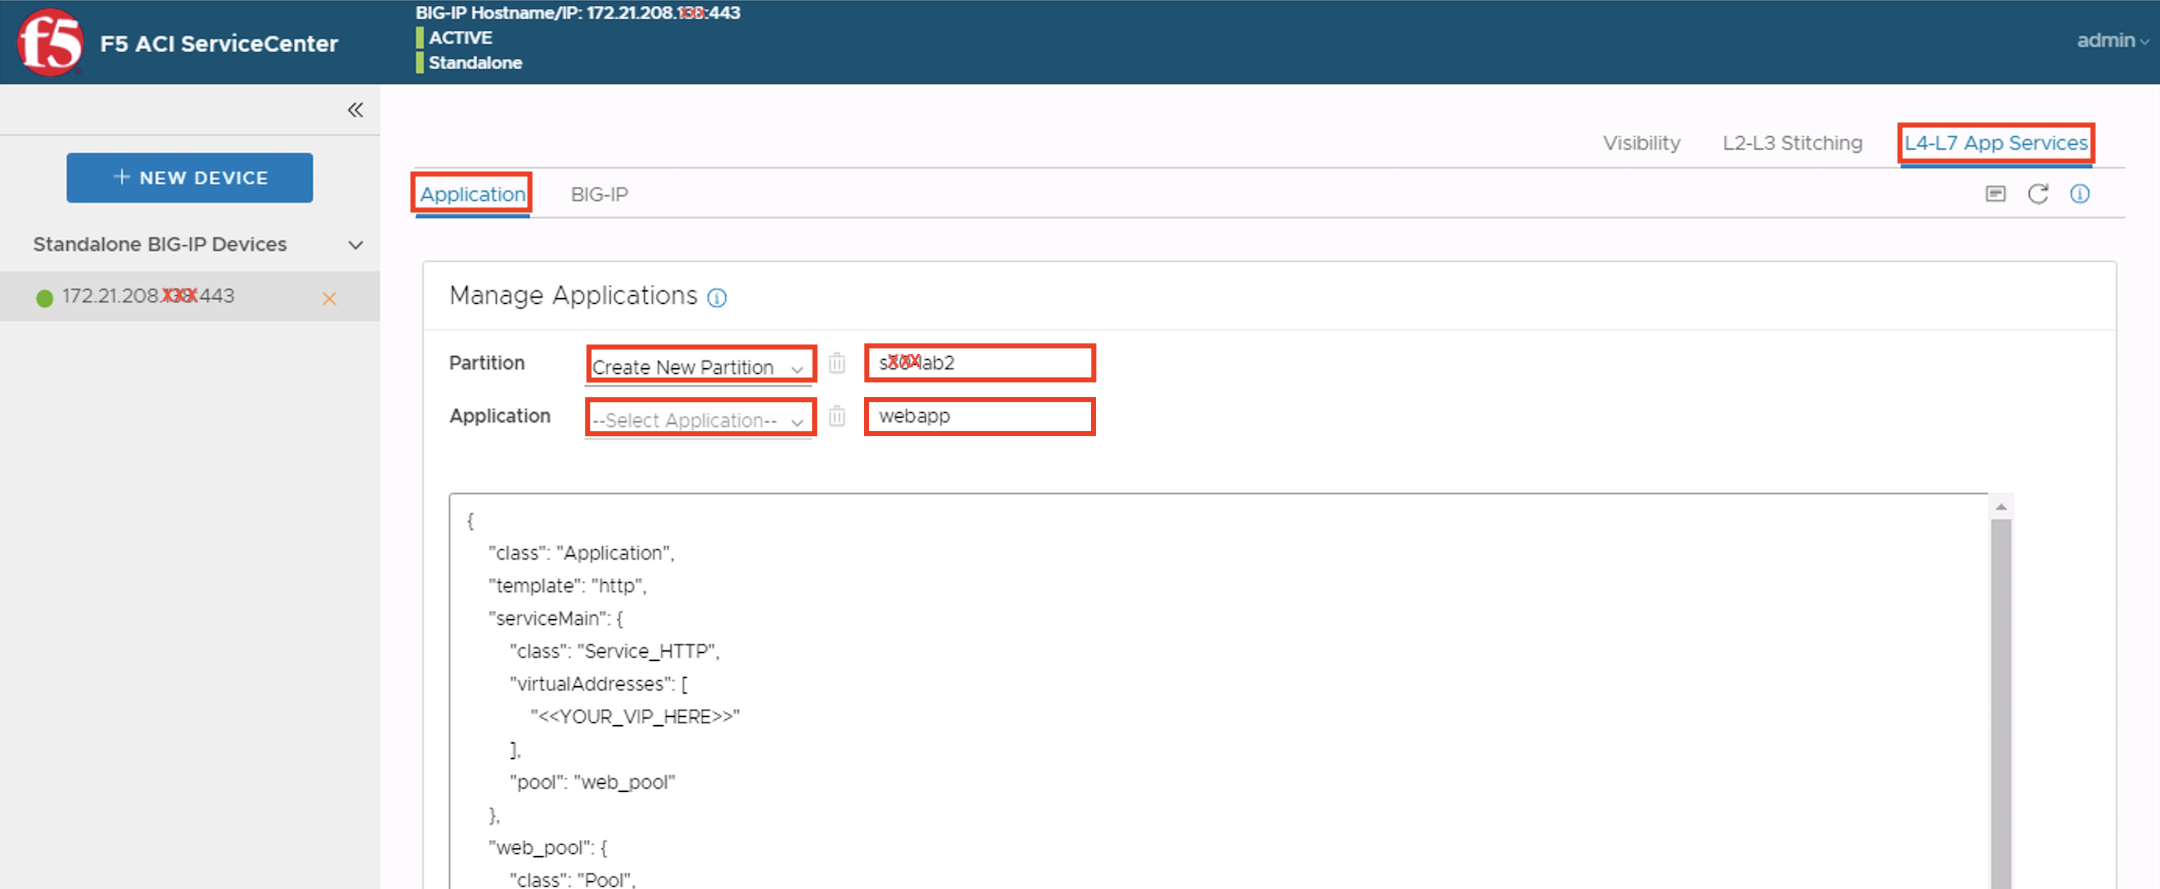 f5
F5 ACI ServiceCenter
BIG-IP Hostname/IP: 172.21.208. :443
ACTIVE
Standalone
admin
+ NEW DEVICE
Standalone BIG-IP Devices
172.21.208. :443
Visibility
L2-L3 Stitching
L4-L7 App Services
Application
BIG-IP
Manage Applications
Partition
Create New Partition
lab2
Application
--Select Application--
webapp
{
"class": "Application",
"template": "http",
"serviceMain": {
"class": "Service_HTTP",
"virtualAddresses": [
"<<YOUR_VIP_HERE>>"
],
"pool": "web_pool"
},
"web_pool": {
"class": "Pool",